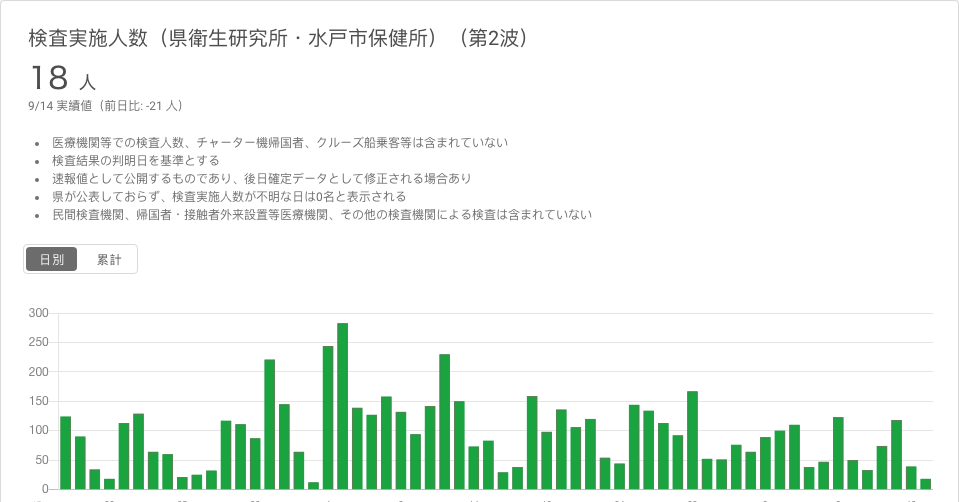 検査実施人数（県衛生研究所・水戸市保健所）（第2波）
18 人
9/14 実績値（前日比: -21 人）
医療機関等での検査人数、チャーター機帰国者、クルーズ船乗客等は含まれていない
検査結果の判明日を基準とする
速報値として公開するものであり、後日確定データとして修正される場合あり
県が公表しておらず、検査実施人数が不明な日は0名と表示される
民間検査機関、帰国者・接触者外来設置等医療機関、その他の検査機関による検査は含まれていない
日別 累計
300
250
200
150
100
50
0